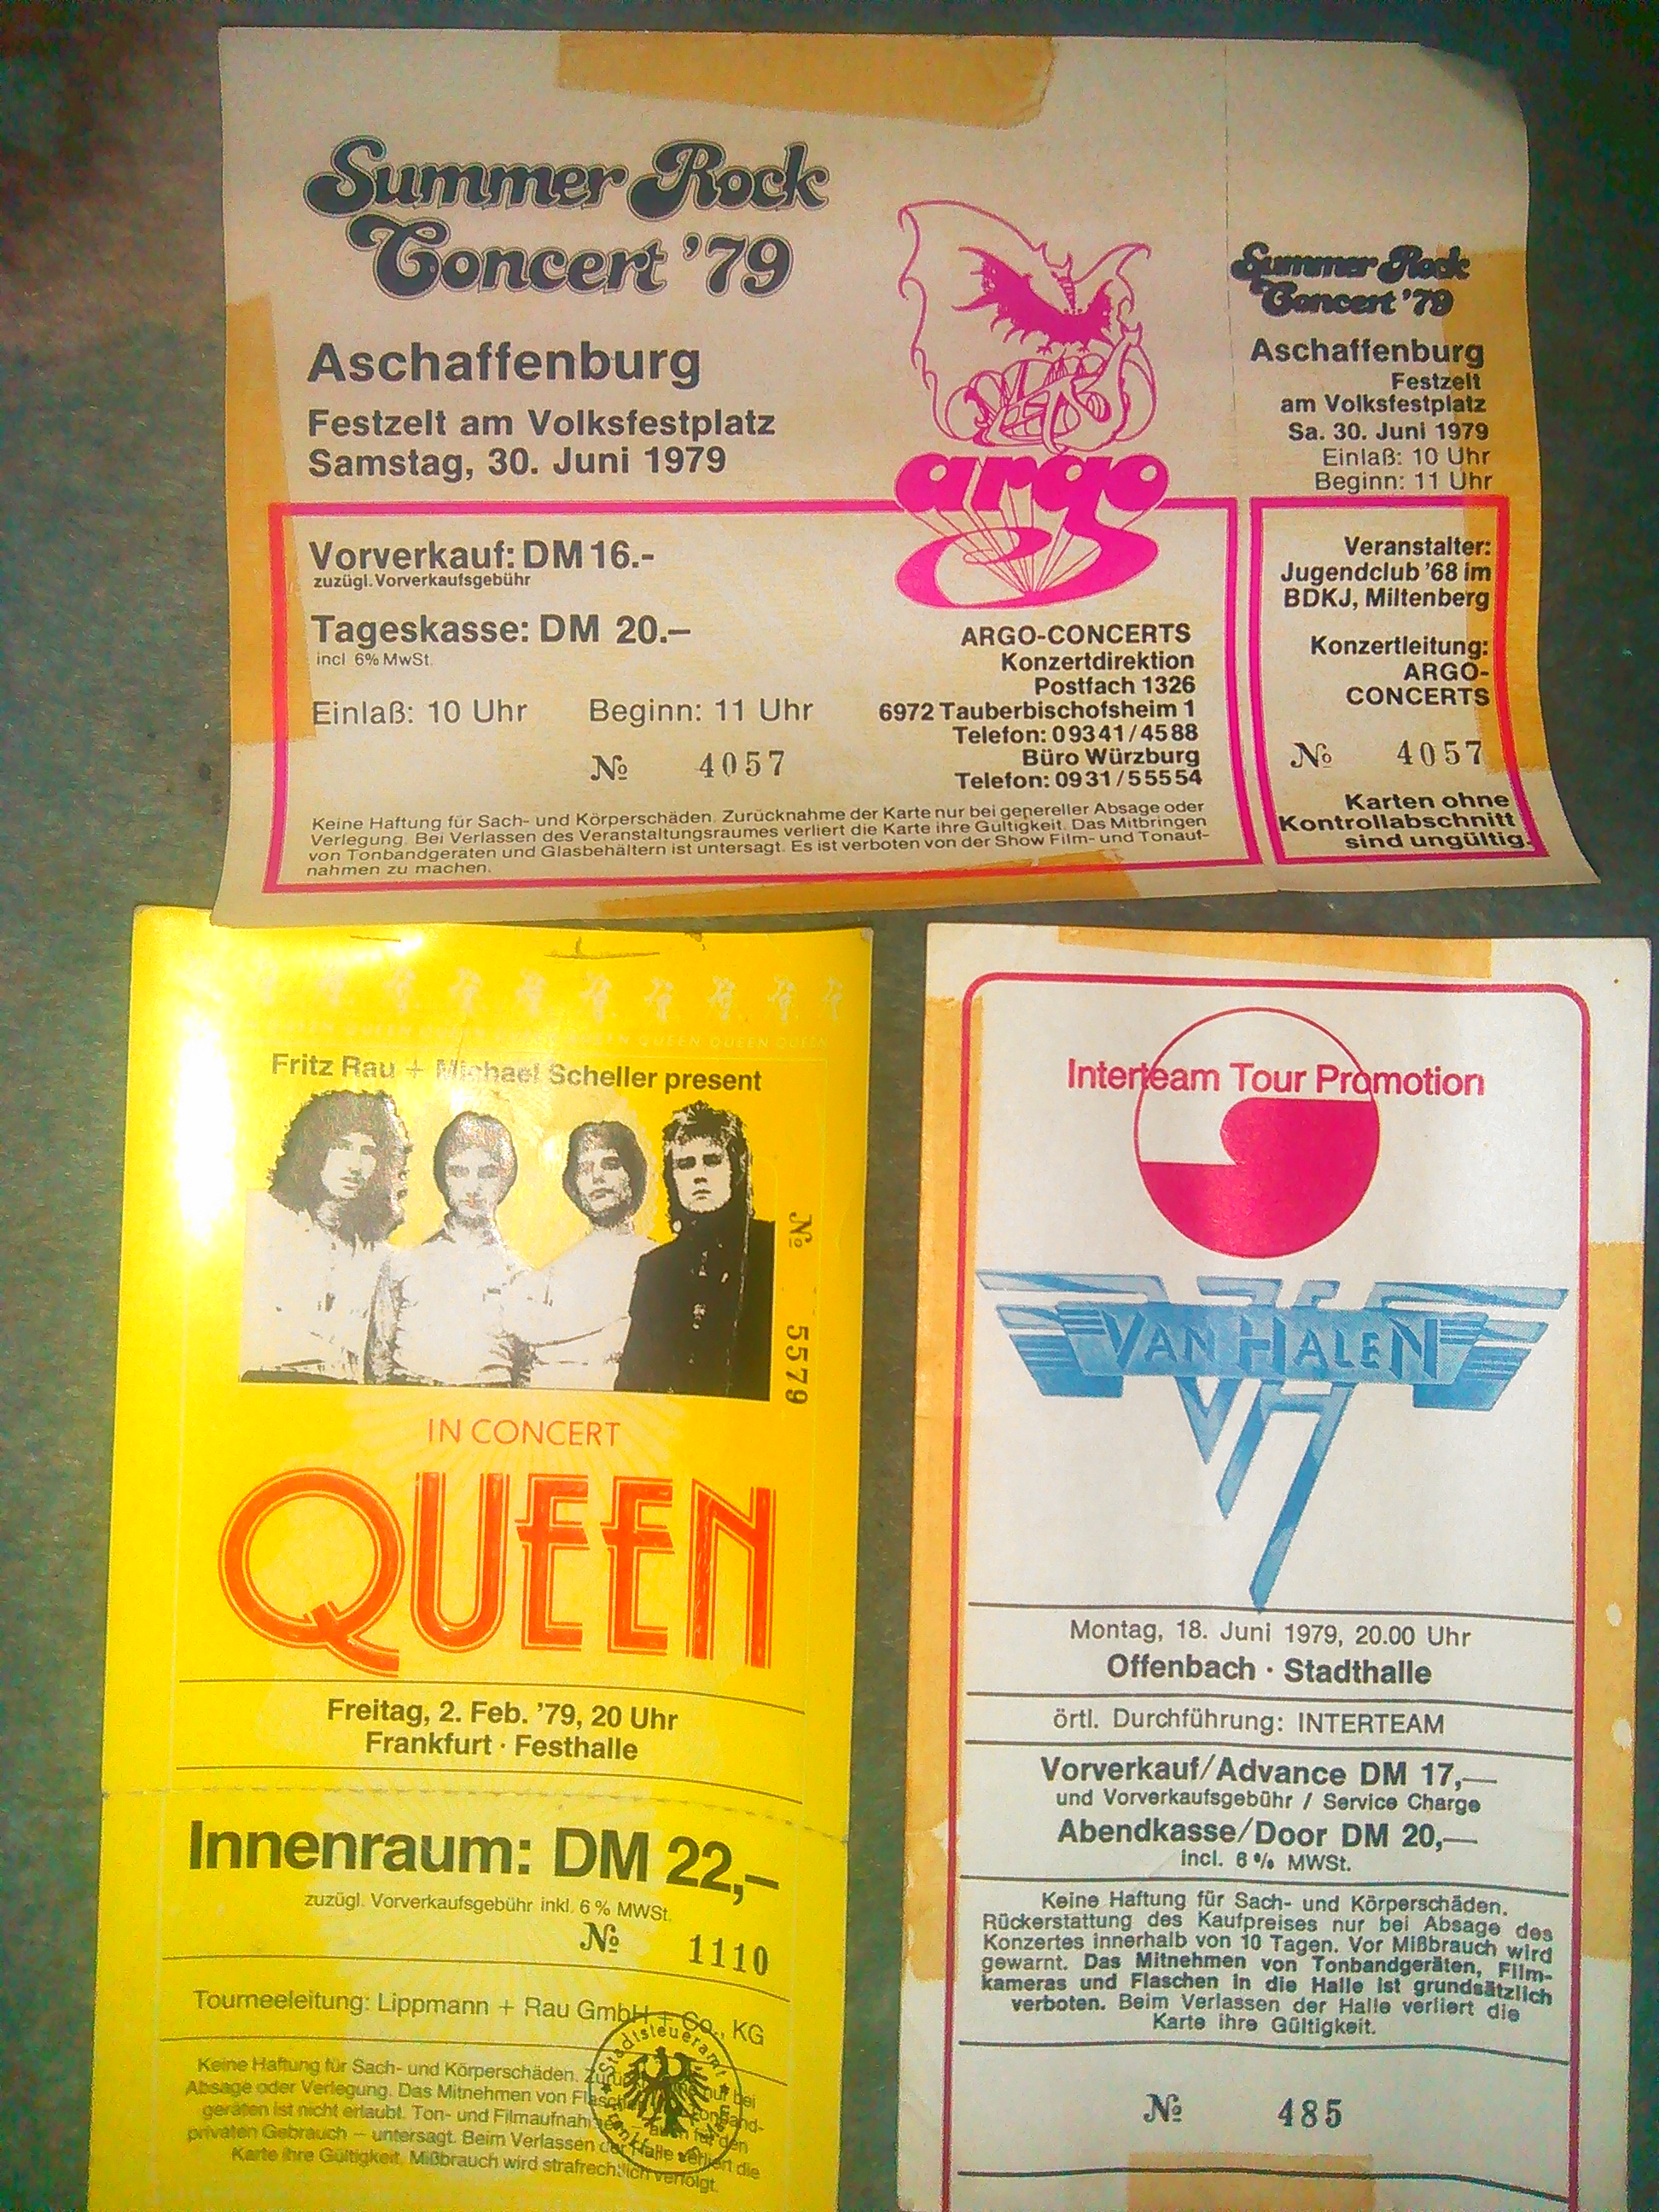 Summer Rock
Concert '79
Aschaffenburg
Festzelt am Volksfestplatz
Samstag, 30. Juni 1979
argo
Vorverkauf: DM 16.-
zuzügl. Vorverkaufsgebühr
Tageskasse: DM 20.–
incl 6% MwSt.
Einlaß: 10 Uhr Beginn: 11 Uhr
№ 4057
ARGO-CONCERTS
Konzertdirektion
Postfach 1326
6972 Tauberbischofsheim 1
Telefon: 09341/4588
Büro Würzburg
Telefon: 0931/55554
Keine Haftung für Sach- und Körperschäden. Zurücknahme der Karte nur bei genereller Absage oder
Verlegung. Bei Verlassen des Veranstaltungsraumes verliert die Karte ihre Gültigkeit. Das Mitbringen
von Tonbandgeräten und Glasbehältern ist untersagt. Es ist verboten von der Show Film- und Tonauf-
nahmen zu machen.
Summer Rock
Concert '79
Aschaffenburg
Festzelt
am Volksfestplatz
Sa. 30. Juni 1979
Einlaß: 10 Uhr
Beginn: 11 Uhr
Veranstalter:
Jugendclub '68 im
BDKJ, Miltenberg
Konzertleitung:
ARGO-
CONCERTS
№ 4057
Karten ohne
Kontrollabschnitt
sind ungültig.
QUEEN QUEEN QUEEN QUEEN
Fritz Rau + Michael Scheller present
№ 5579
IN CONCERT
QUEEN
Freitag, 2. Feb. '79, 20 Uhr
Frankfurt · Festhalle
Innenraum: DM 22,–
zuzügl. Vorverkaufsgebühr inkl. 6% MWSt.
№ 1110
Tourneeleitung: Lippmann + Rau GmbH + Co., KG
Stadtsteueramt
Keine Haftung für Sach- und Körperschäden. nur bei
Absage oder Verlegung. Das Mitnehmen von
geräten ist nicht erlaubt. Ton- und Filmaufnahmen auch für den
privaten Gebrauch – untersagt. Beim Verlassen der Halle verliert die
Karte ihre Gültigkeit. Mißbrauch wird strafrechtlich verfolgt.
Interteam Tour Promotion
VAN HALEN
VH
Montag, 18. Juni 1979, 20.00 Uhr
Offenbach · Stadthalle
örtl. Durchführung: INTERTEAM
Vorverkauf/Advance DM 17,—
und Vorverkaufsgebühr / Service Charge
Abendkasse/Door DM 20,—
incl. 6% MWSt.
Keine Haftung für Sach- und Körperschäden.
Rückerstattung des Kaufpreises nur bei Absage des
Konzertes innerhalb von 10 Tagen. Vor Mißbrauch wird
gewarnt. Das Mitnehmen von Tonbandgeräten, Film-
kameras und Flaschen in die Halle ist grundsätzlich
verboten. Beim Verlassen der Halle verliert die
Karte ihre Gültigkeit.
№ 485